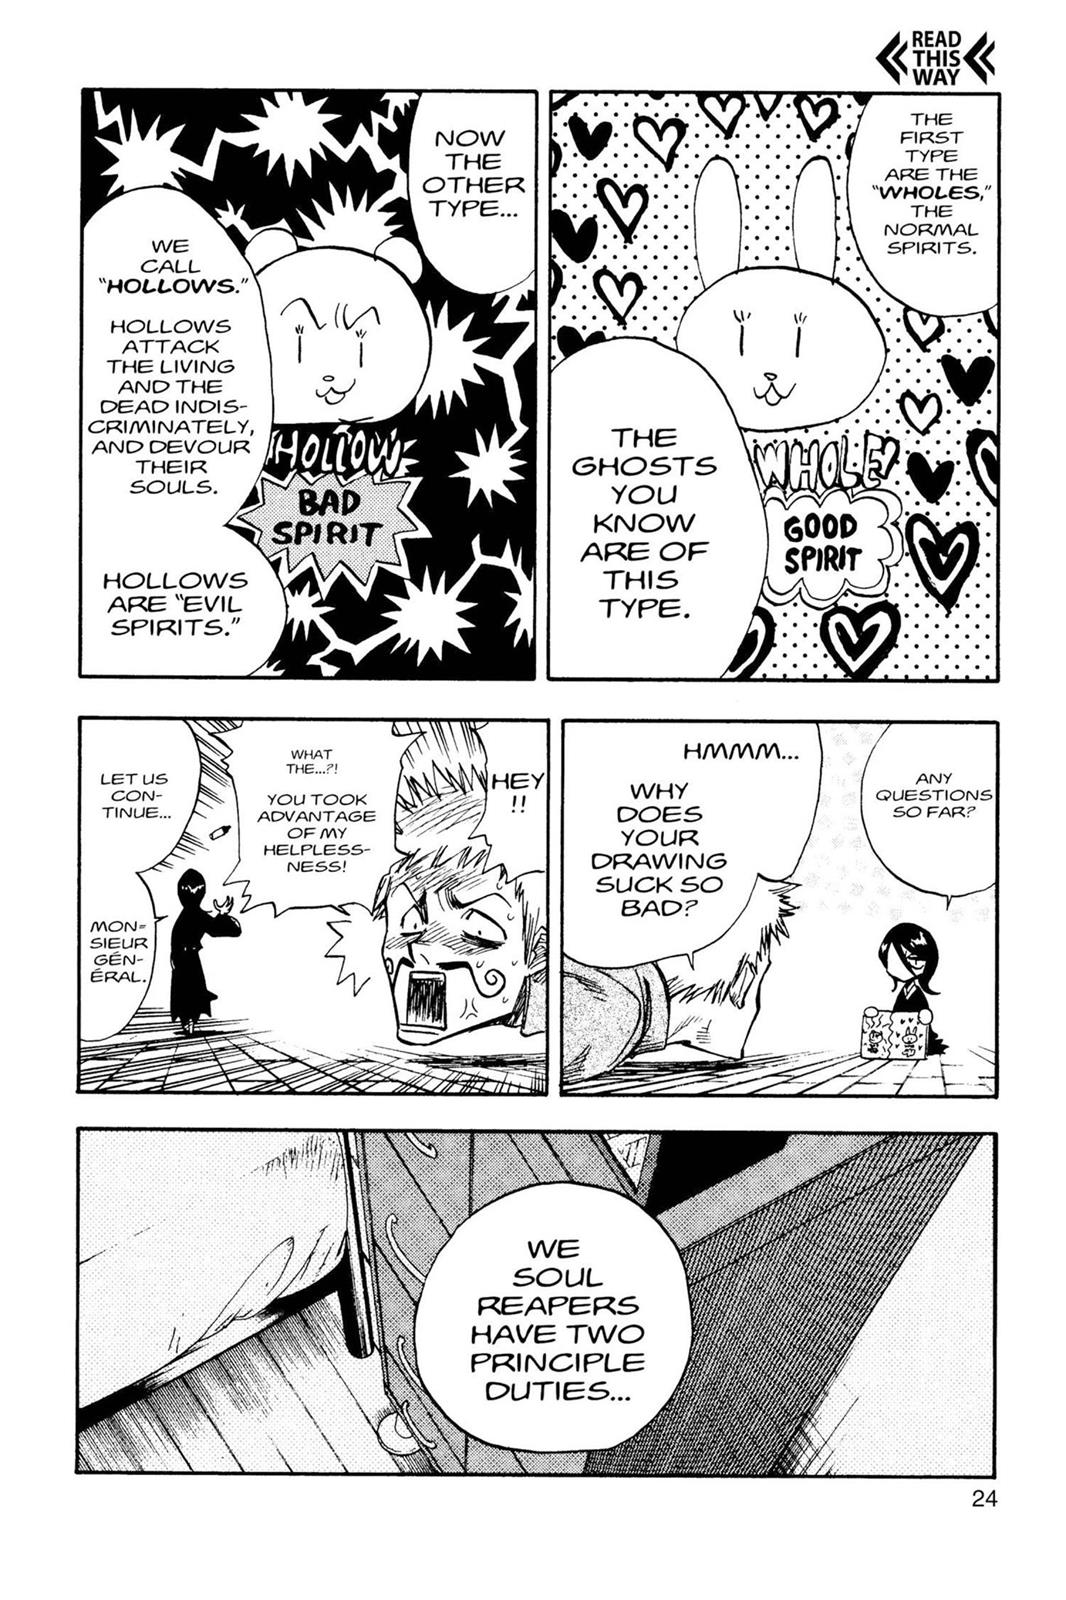 READ
THIS
WAY
THE
FIRST
TYPE
ARE THE
"WHOLES,"
THE
NORMAL
SPIRITS.
THE
GHOSTS
YOU
KNOW
ARE OF
THIS
TYPE.
WHOLE
GOOD
SPIRIT
NOW
THE
OTHER
TYPE...
WE
CALL
"HOLLOWS."
HOLLOWS
ATTACK
THE LIVING
AND THE
DEAD INDIS-
CRIMINATELY,
AND DEVOUR
THEIR
SOULS.
HOLLOWS
ARE "EVIL
SPIRITS."
HOLLOW
BAD
SPIRIT
ANY
QUESTIONS
SO FAR?
HMMM...
WHY
DOES
YOUR
DRAWING
SUCK SO
BAD?
HEY
!!
WHAT
THE...?!
YOU TOOK
ADVANTAGE
OF MY
HELPLESS-
NESS!
LET US
CON-
TINUE...
MON-
SIEUR
GÉN-
ÉRAL.
WE
SOUL
REAPERS
HAVE TWO
PRINCIPLE
DUTIES...
24